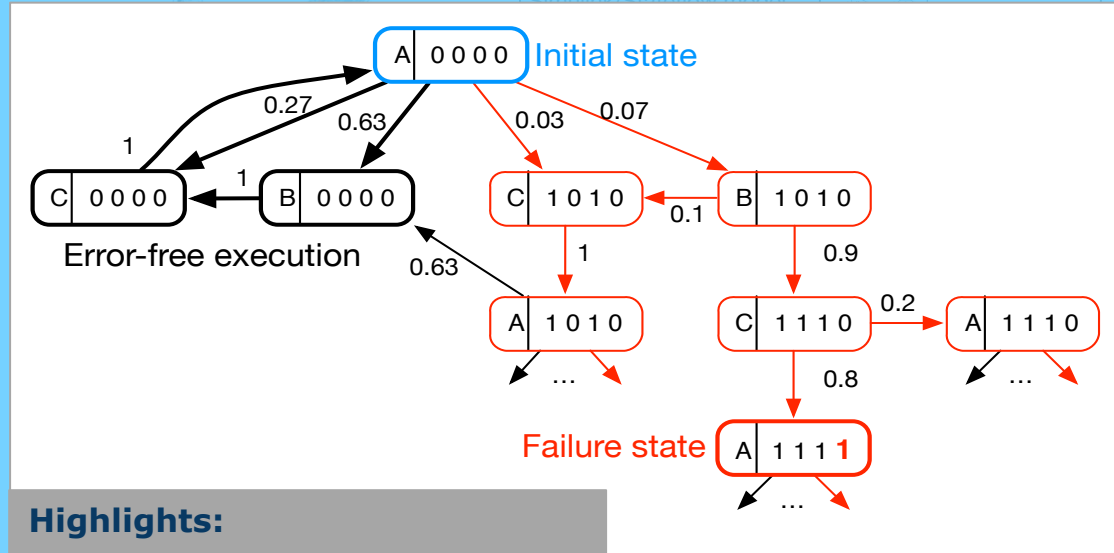 A 0 0 0 0 Initial state
0.27
0.63
0.03
0.07
1
C 0 0 0 0
1
B 0 0 0 0
C 1 0 1 0
0.1
B 1 0 1 0
Error-free execution
0.63
1
0.9
A 1 0 1 0
C 1 1 1 0
0.2
A 1 1 1 0
...
0.8
...
Failure state A 1 1 1 1
...
Highlights: